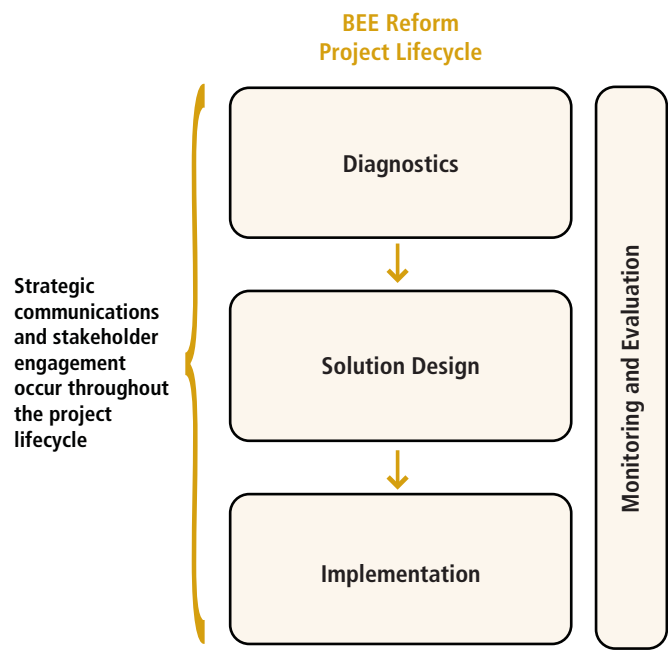 BEE Reform
Project Lifecycle
Diagnostics
Strategic
communications
and stakeholder
engagement
occur throughout
the project
lifecycle
Solution Design
Implementation
Monitoring and Evaluation